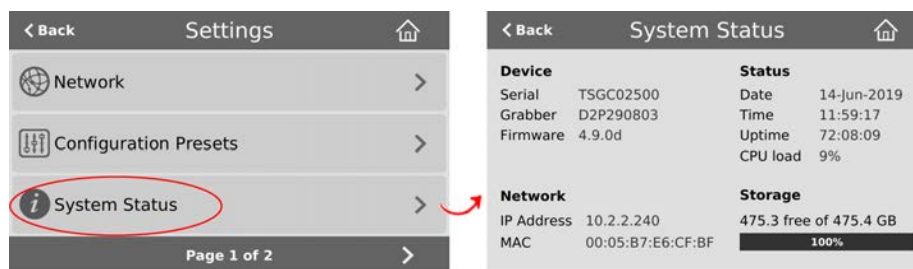 Back Settings
Network
Configuration Presets
i System Status
Page 1 of 2
Back System Status
Device
Serial TSGC02500
Grabber D2P290803
Firmware 4.9.0d
Status
Date 14-Jun-2019
Time 11:59:17
Uptime 72:08:09
CPU load 9%
Network
IP Address 10.2.2.240
MAC 00:05:B7:E6:CF:BF
Storage
475.3 free of 475.4 GB
100%